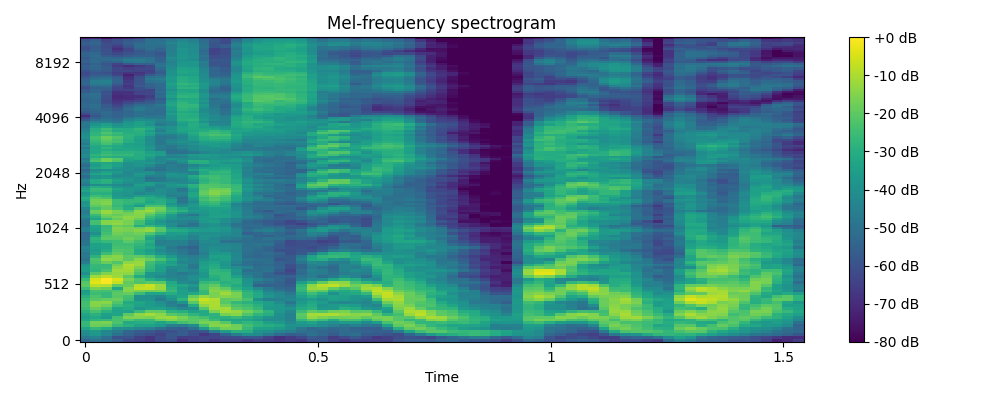 Mel-frequency spectrogram
8192
4096
2048
1024
512
0
Hz
0
0.5
1
1.5
Time
+0 dB
-10 dB
-20 dB
-30 dB
-40 dB
-50 dB
-60 dB
-70 dB
-80 dB